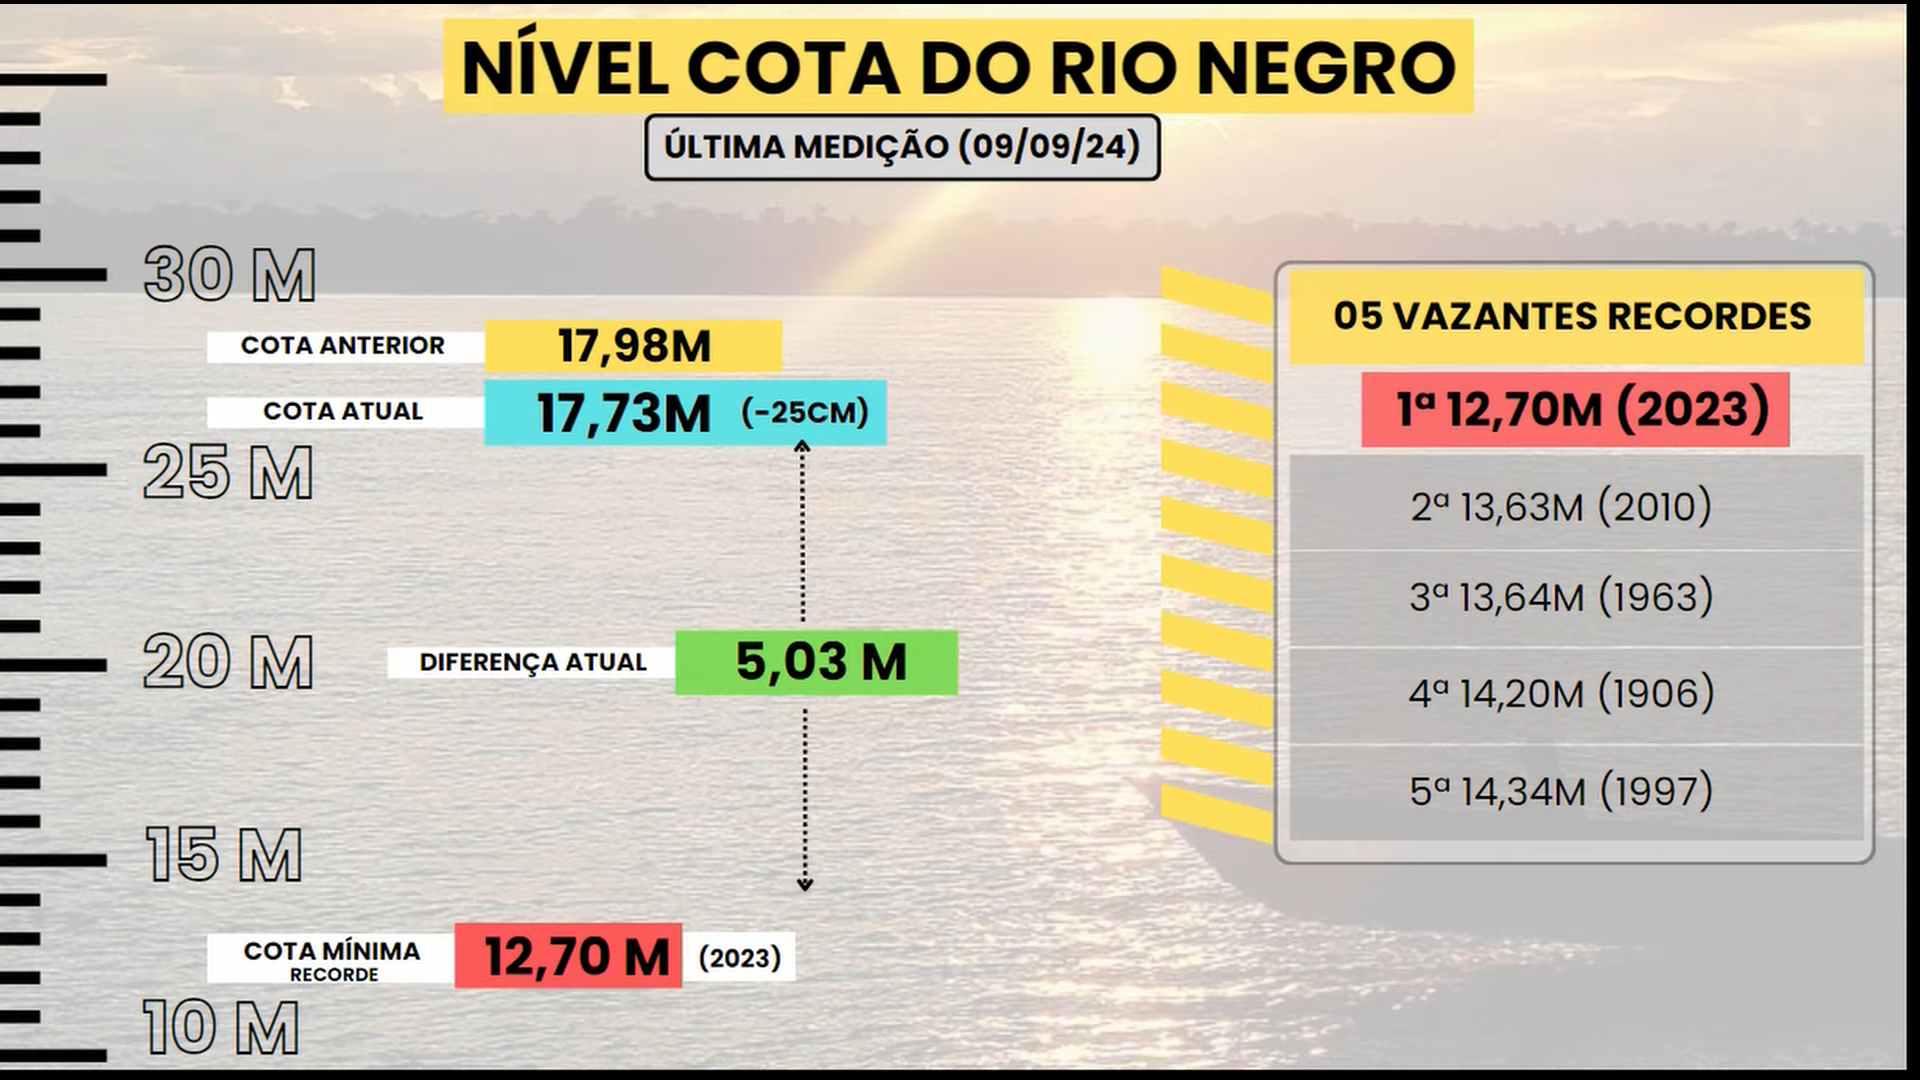 NÍVEL COTA DO RIO NEGRO
ÚLTIMA MEDIÇÃO (09/09/24)
30 M
COTA ANTERIOR 17,98M
COTA ATUAL 17,73M (-25CM)
25 M
20 M
DIFERENÇA ATUAL 5,03 M
15 M
COTA MÍNIMA
RECORDE
12,70 M (2023)
10 M
05 VAZANTES RECORDES
1ª 12,70M (2023)
2ª 13,63M (2010)
3ª 13,64M (1963)
4ª 14,20M (1906)
5ª 14,34M (1997)